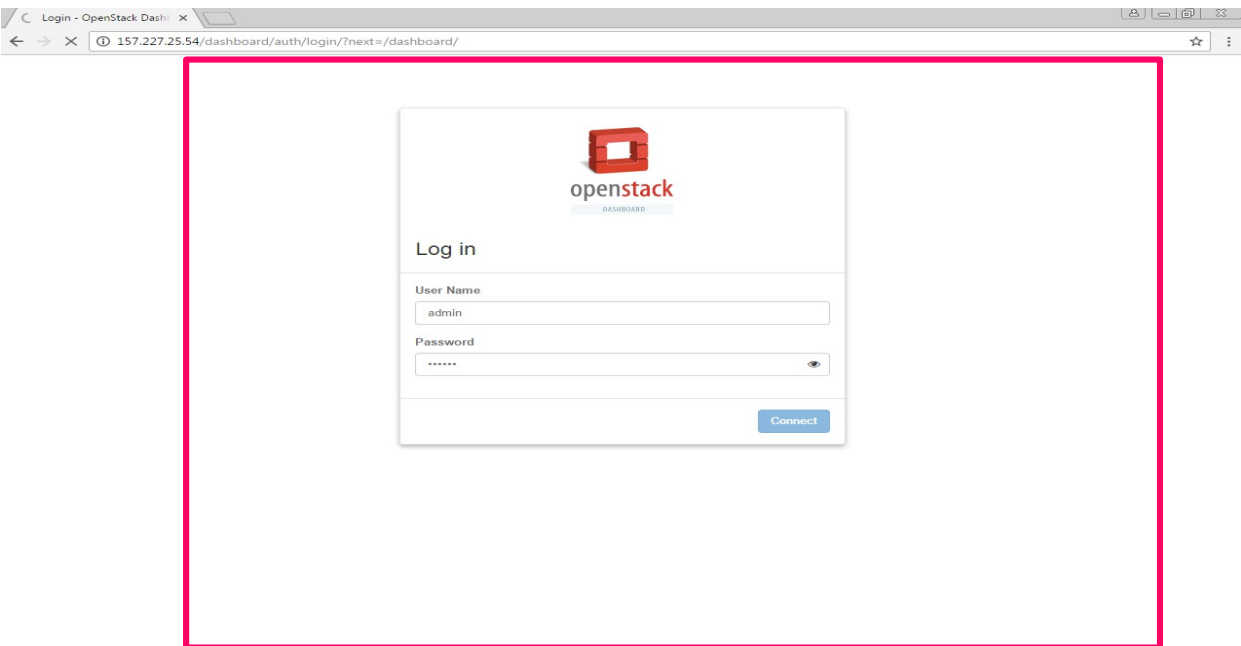 Login - OpenStack Dashb
157.227.25.54/dashboard/auth/login/?next=/dashboard/
openstack
DASHBOARD
Log in
User Name
admin
Password
••••••
Connect